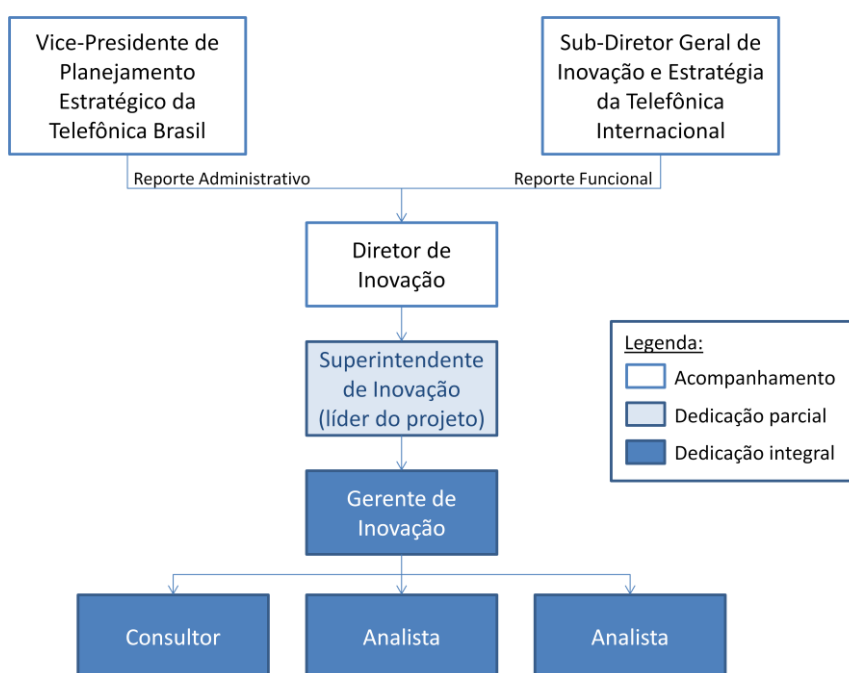 Vice-Presidente de
Planejamento
Estratégico da
Telefônica Brasil
Sub-Diretor Geral de
Inovação e Estratégia
da Telefônica
Internacional
Reporte Administrativo
Reporte Funcional
Diretor de
Inovação
Superintendente
de Inovação
(líder do projeto)
Legenda:
Acompanhamento
Dedicação parcial
Dedicação integral
Gerente de
Inovação
Consultor
Analista
Analista